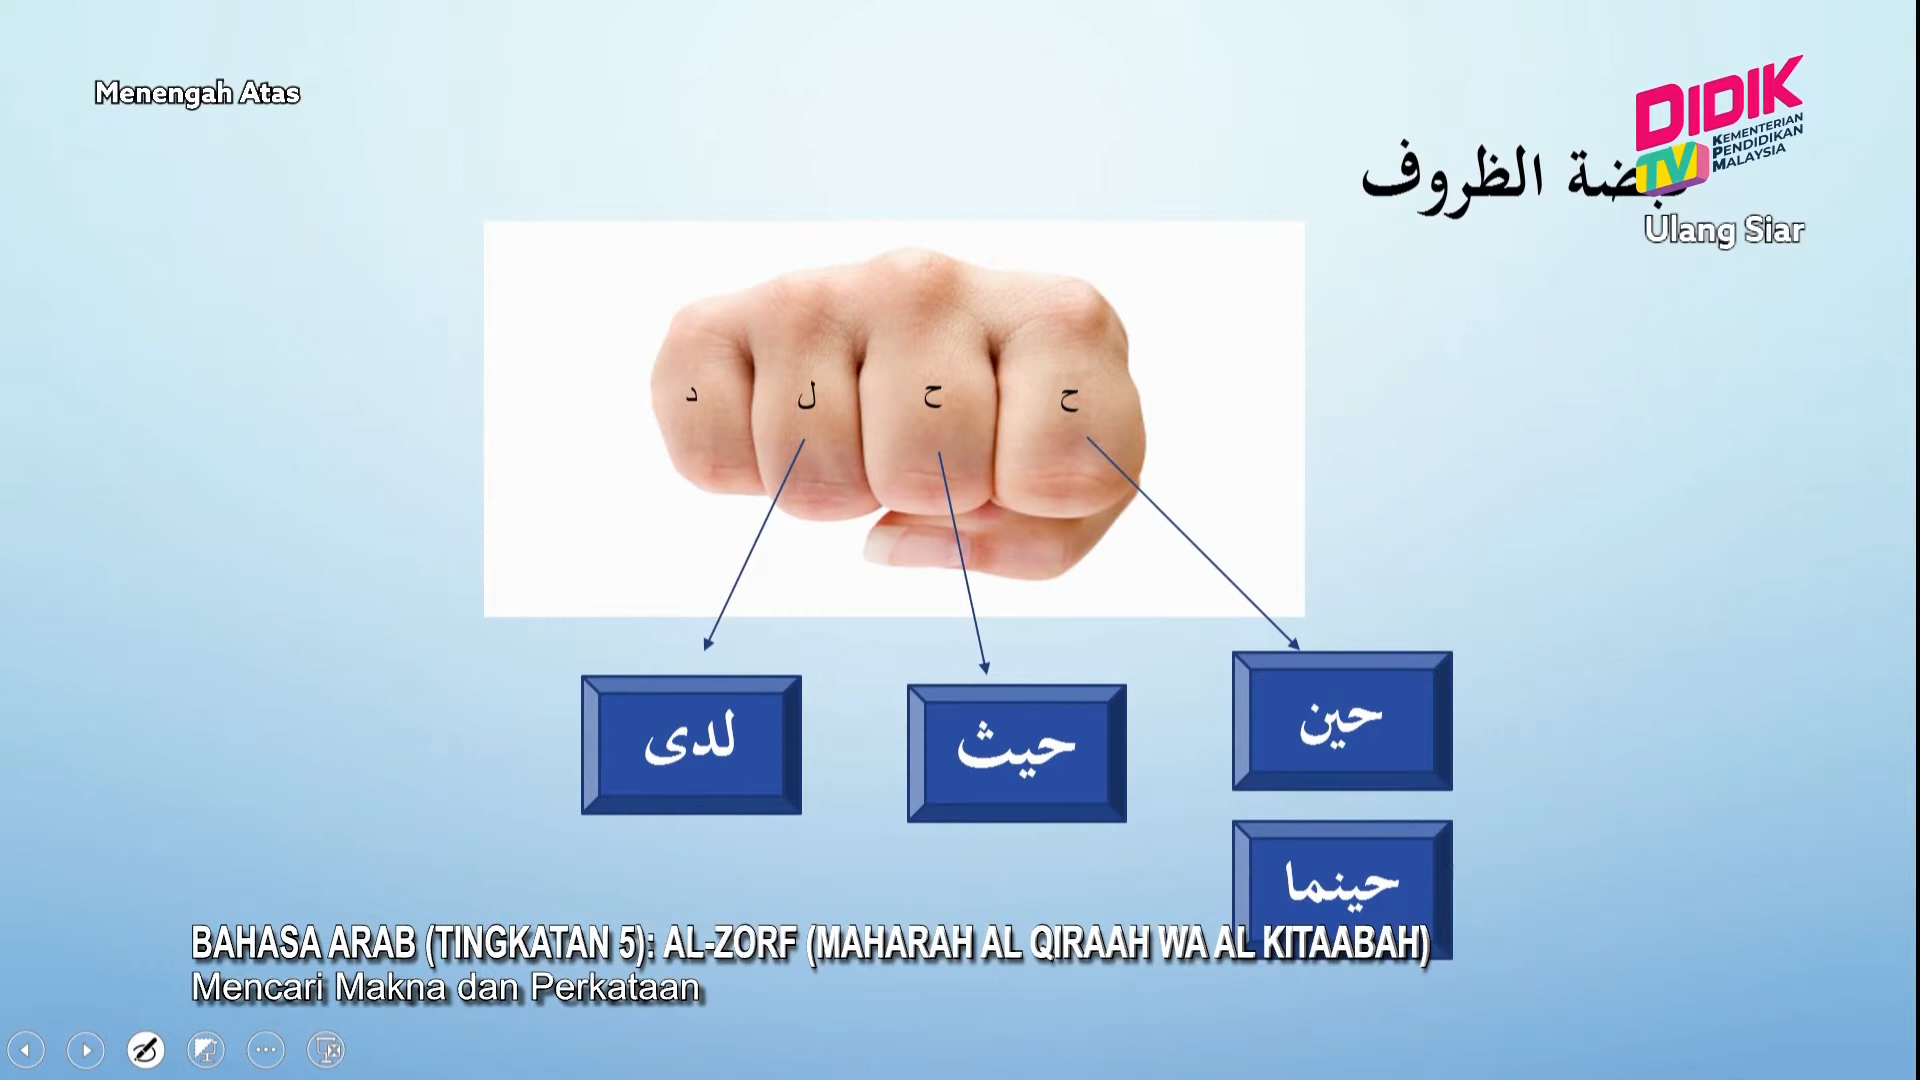 Menengah Atas
DIDIK
TV
KEMENTERIAN
PENDIDIKAN
MALAYSIA
الظروف
Ulang Siar
ح
ح
ل
د
حين
حيث
لدى
حينما
BAHASA ARAB (TINGKATAN 5): AL-ZORF (MAHARAH AL QIRAAH WA AL KITAABAH)
Mencari Makna dan Perkataan